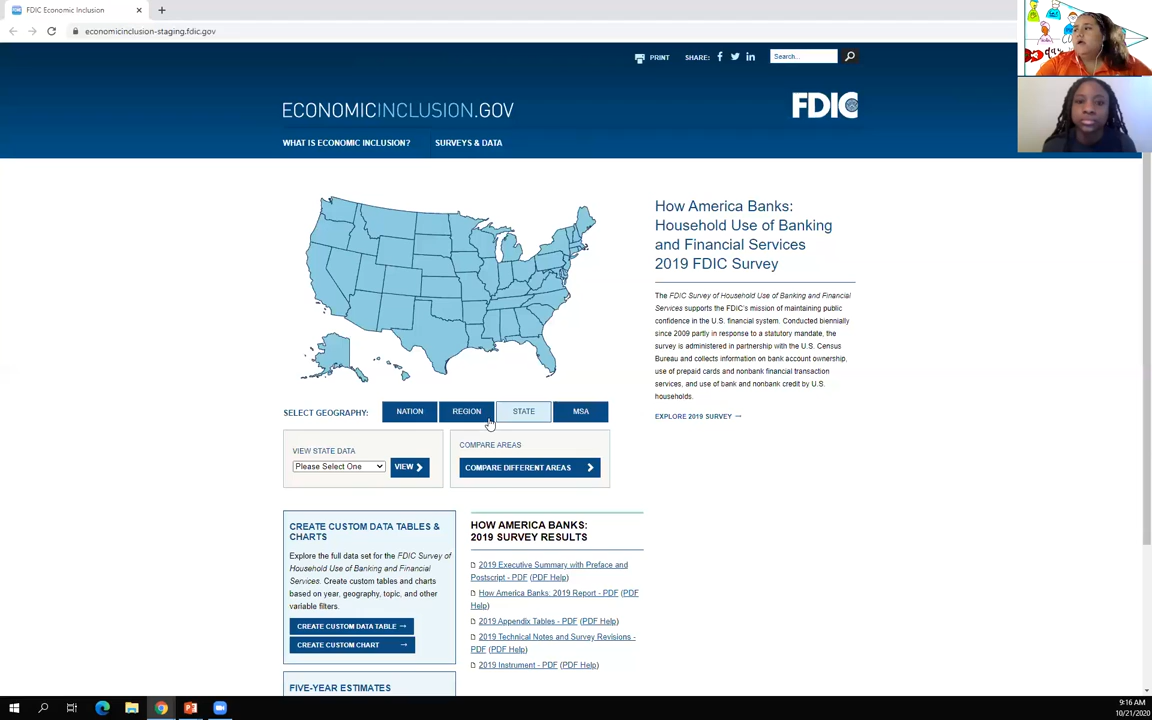 FDIC Economic Inclusion
economicinclusion-staging.fdic.gov
PRINT
SHARE:
Search...
ECONOMICINCLUSION.GOV
FDIC
WHAT IS ECONOMIC INCLUSION?
SURVEYS & DATA
How America Banks:
Household Use of Banking
and Financial Services
2019 FDIC Survey
The FDIC Survey of Household Use of Banking and Financial
Services supports the FDIC's mission of maintaining public
confidence in the U.S. financial system. Conducted biennially
since 2009 partly in response to a statutory mandate, the
survey is administered in partnership with the U.S. Census
Bureau and collects information on bank account ownership,
use of prepaid cards and nonbank financial transaction
services, and use of bank and nonbank credit by U.S.
households.
EXPLORE 2019 SURVEY →
SELECT GEOGRAPHY:
NATION
REGION
STATE
MSA
VIEW STATE DATA
Please Select One
VIEW
COMPARE AREAS
COMPARE DIFFERENT AREAS
CREATE CUSTOM DATA TABLES &
CHARTS
Explore the full data set for the FDIC Survey of
Household Use of Banking and Financial
Services. Create custom tables and charts
based on year, geography, topic, and other
variable filters.
CREATE CUSTOM DATA TABLE →
CREATE CUSTOM CHART →
FIVE-YEAR ESTIMATES
HOW AMERICA BANKS:
2019 SURVEY RESULTS
2019 Executive Summary with Preface and
Postscript - PDF (PDF Help)
How America Banks: 2019 Report - PDF (PDF
Help)
2019 Appendix Tables - PDF (PDF Help)
2019 Technical Notes and Survey Revisions -
PDF (PDF Help)
2019 Instrument - PDF (PDF Help)
9:16 AM
10/21/2020